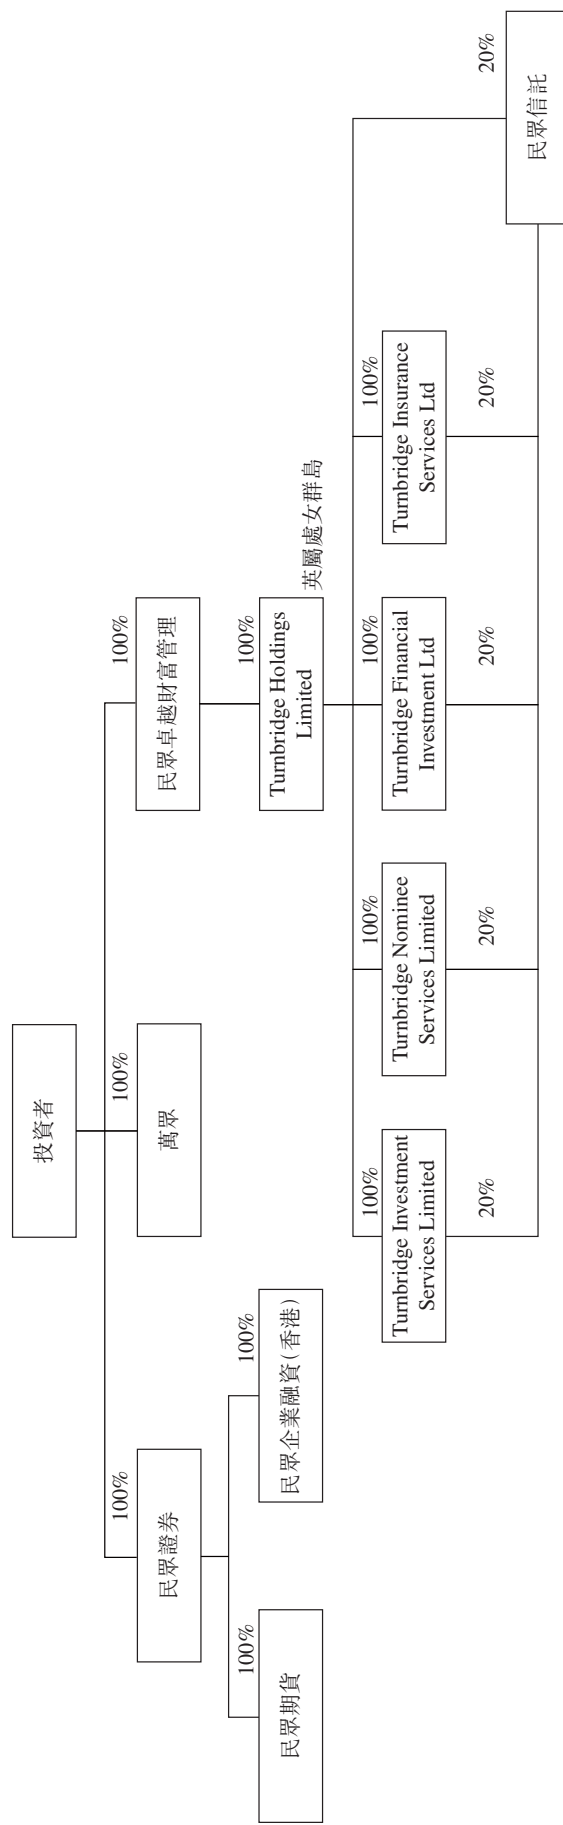 投資者
100%
100%
100%
民眾證券
萬眾
民眾卓越財富管理
100%
100%
100%
民眾期貨
民眾企業融資(香港)
Turnbridge Holdings
Limited
英屬處女群島
100%
100%
100%
100%
Turnbridge Investment
Services Limited
Turnbridge Nominee
Services Limited
Turnbridge Financial
Investment Ltd
Turnbridge Insurance
Services Ltd
20%
20%
20%
20%
20%
民眾信託